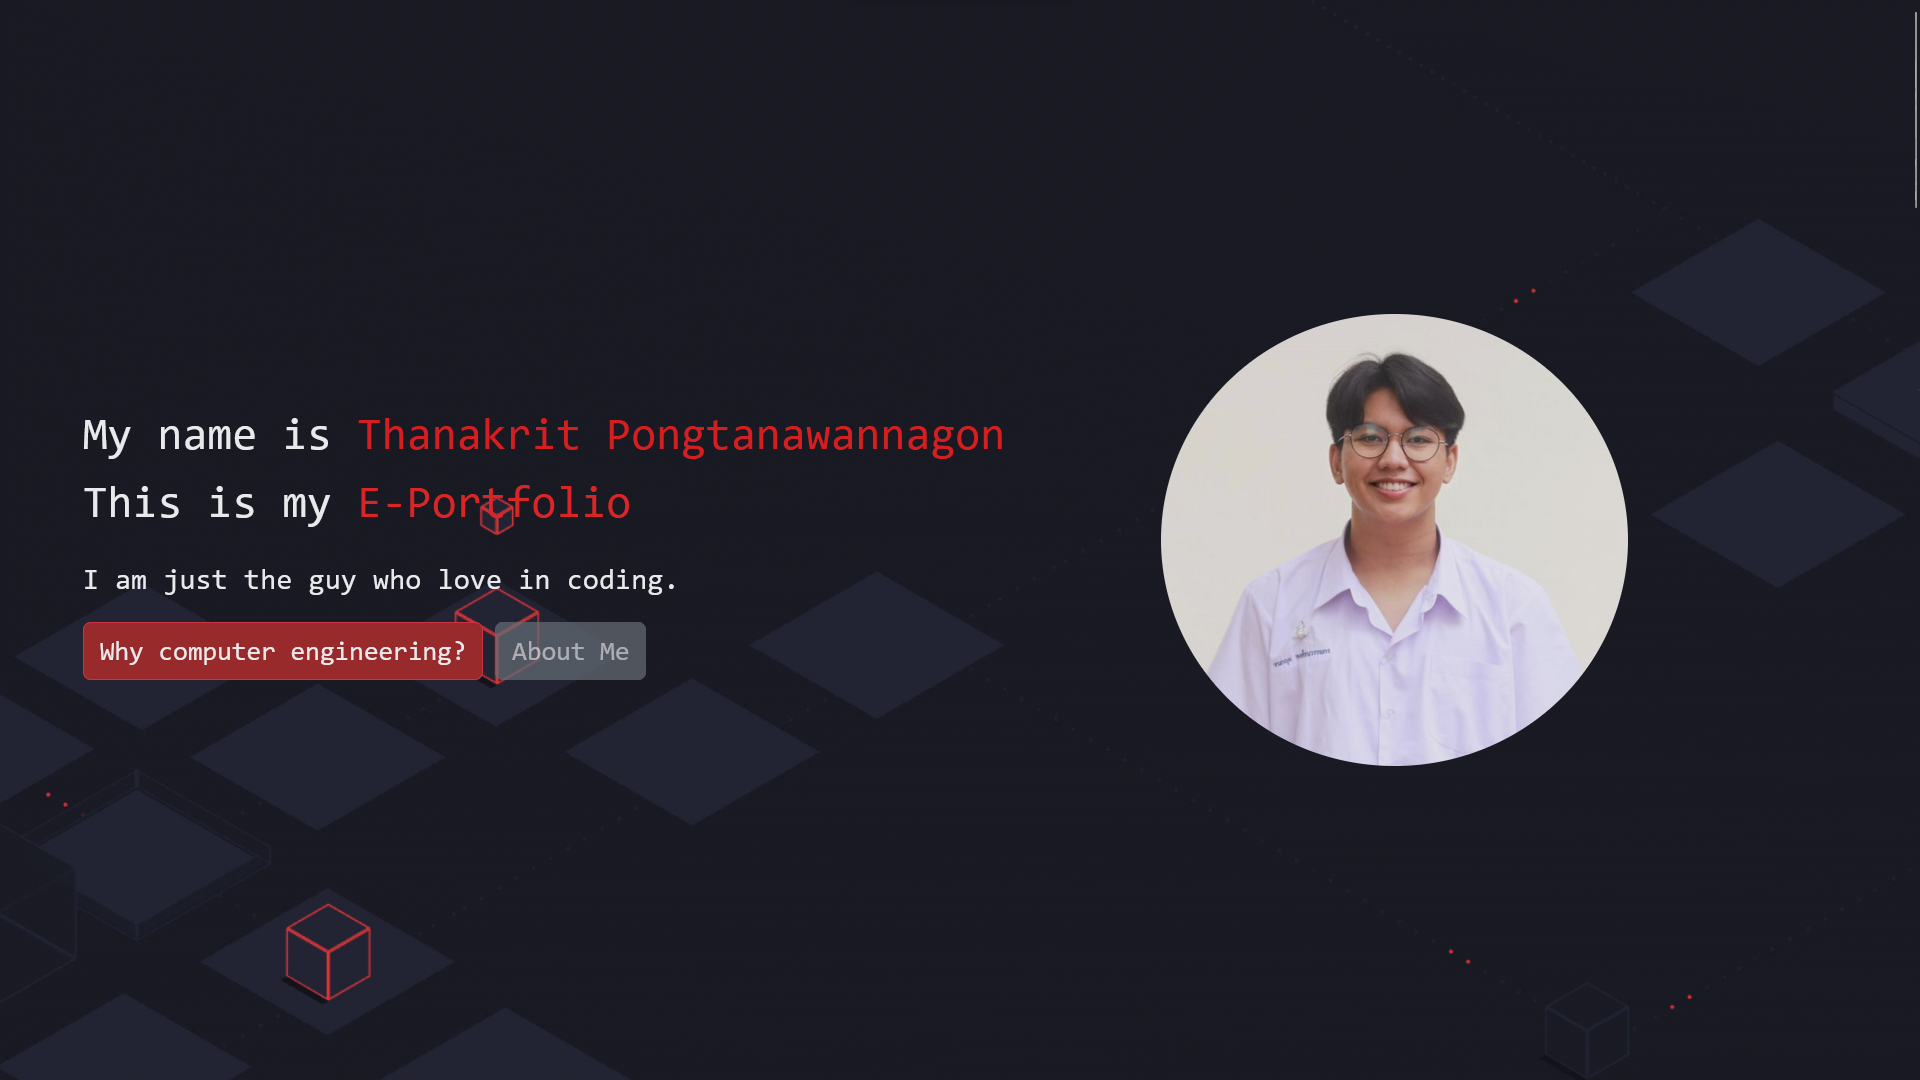 My name is Thanakrit Pongtanawannagon
This is my E-Portfolio
I am just the guy who love in coding.
Why computer engineering?
About Me